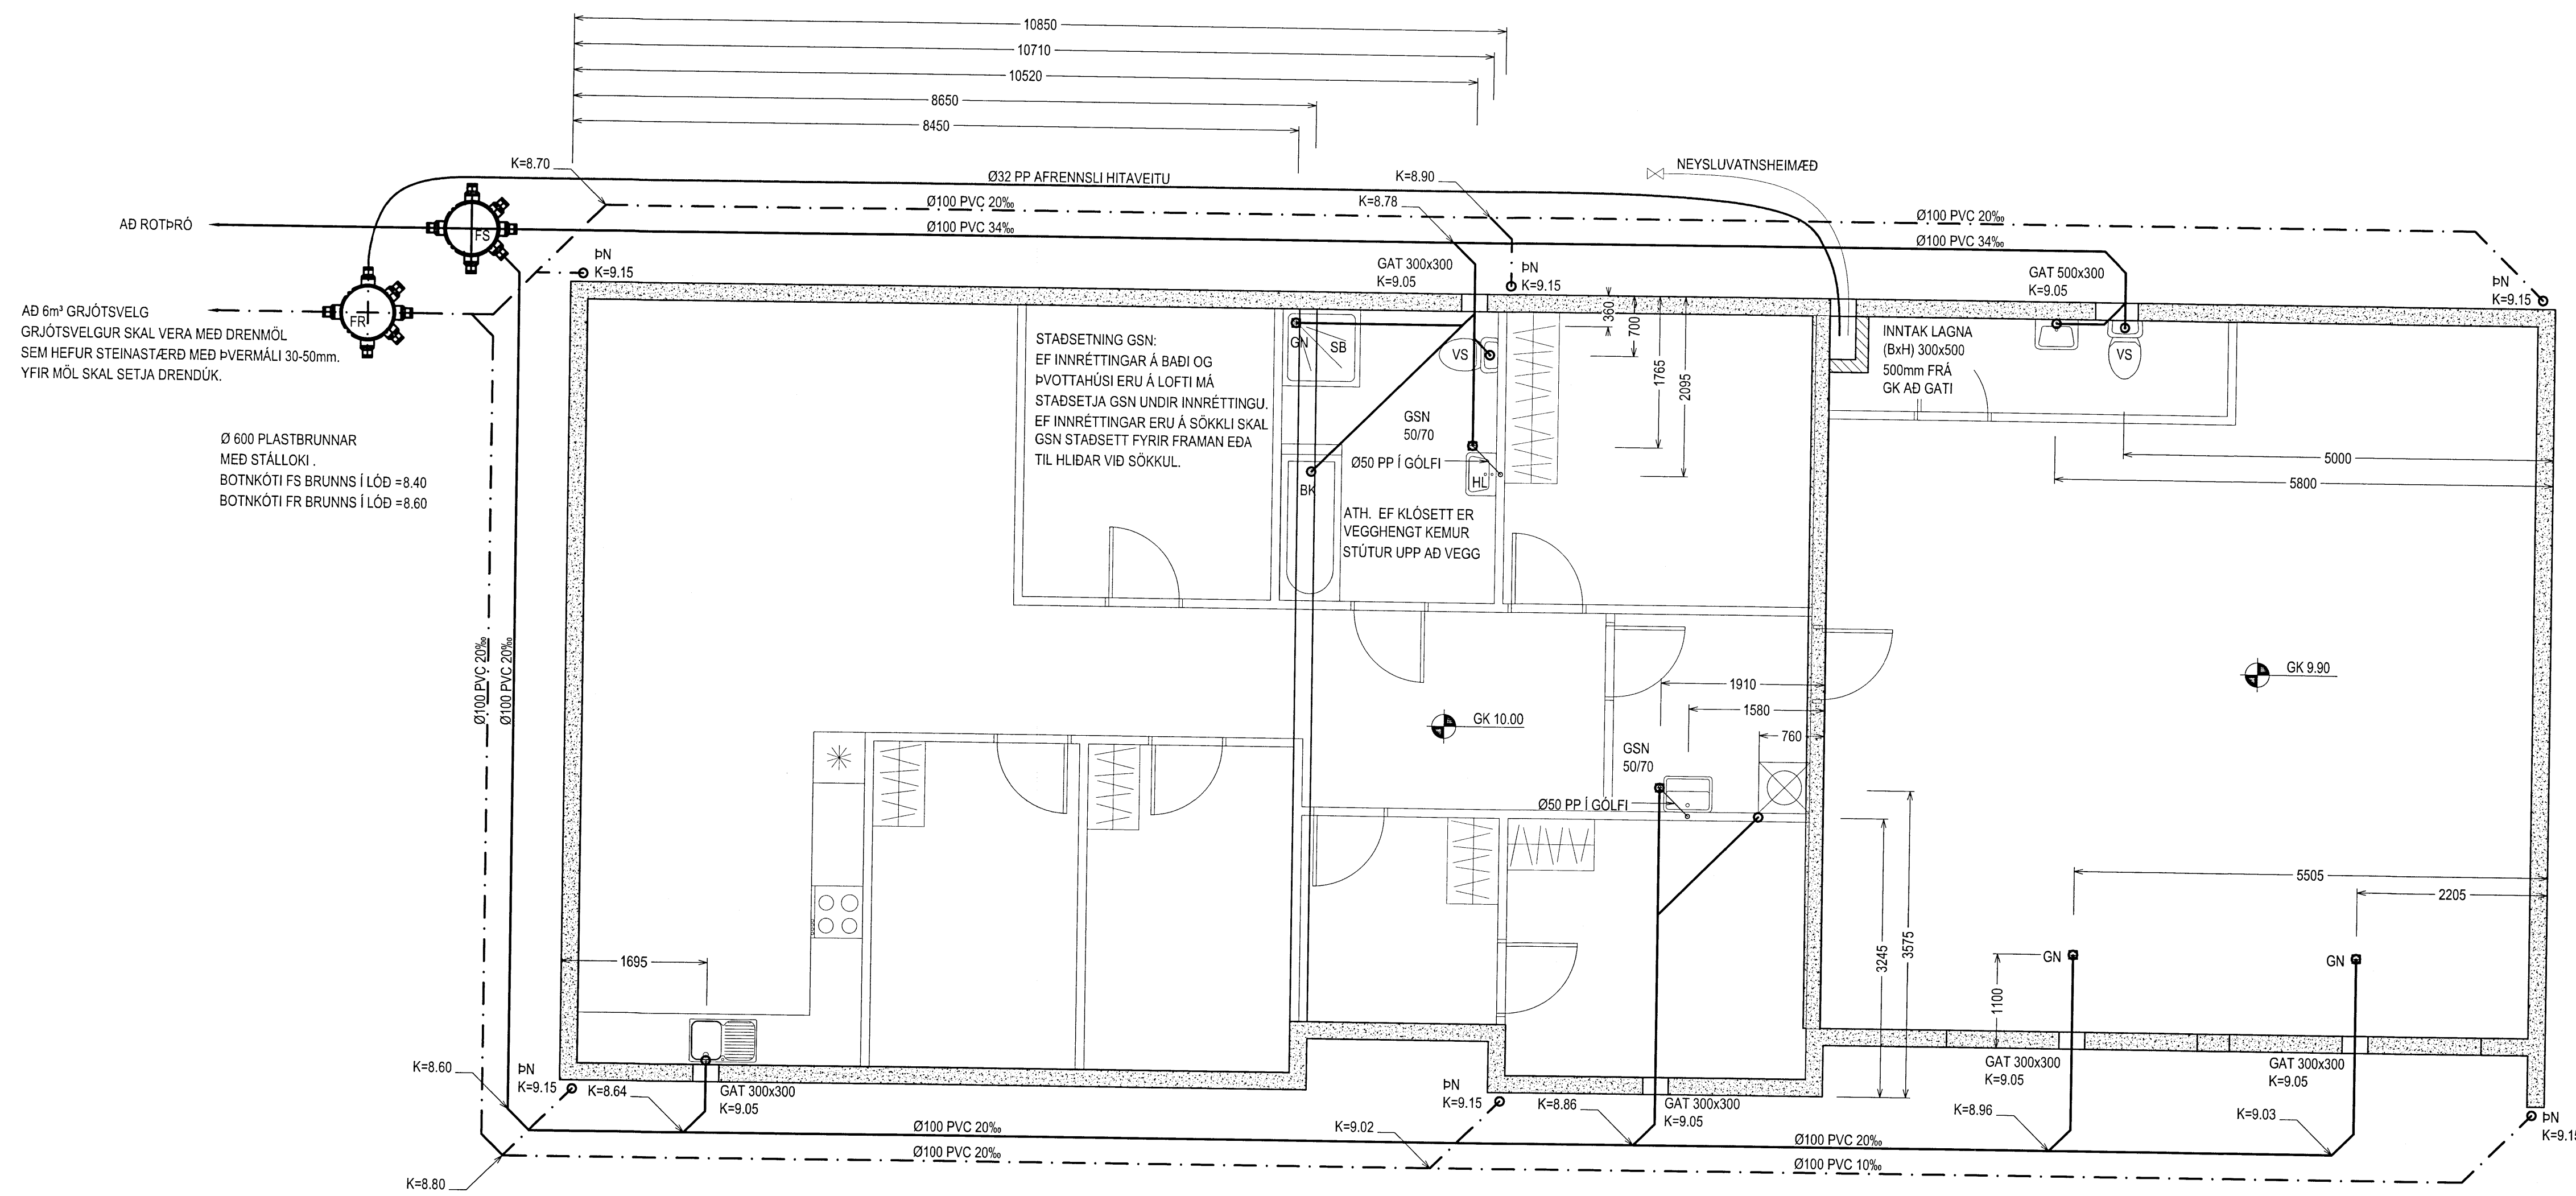 10850
10710
10520
8650
8450
K=8.70
Ø32 PP AFRENNSLI HITAVEITU
K=8.90
NEYSLUVATNSHEIMÆÐ
Ø100 PVC 20‰
K=8.78
Ø100 PVC 20‰
AÐ ROTÞRÓ
FS
Ø100 PVC 34‰
Ø100 PVC 34‰
ÞN
K=9.15
GAT 300x300
K=9.05
ÞN
K=9.15
GAT 500x300
K=9.05
ÞN
K=9.15
AÐ 6m³ GRJÓTSVELG
GRJÓTSVELGUR SKAL VERA MEÐ DRENMÖL
SEM HEFUR STEINASTÆRÐ MEÐ ÞVERMÁLI 30-50mm.
YFIR MÖL SKAL SETJA DRENDÚK.
FR
Ø 600 PLASTBRUNNAR
MEÐ STÁLLOKI .
BOTNKÓTI FS BRUNNS Í LÓÐ =8.40
BOTNKÓTI FR BRUNNS Í LÓÐ =8.60
STAÐSETNING GSN:
EF INNRÉTTINGAR Á BAÐI OG
ÞVOTTAHÚSI ERU Á LOFTI MÁ
STAÐSETJA GSN UNDIR INNRÉTTINGU.
EF INNRÉTTINGAR ERU Á SÖKKLI SKAL
GSN STAÐSETT FYRIR FRAMAN EÐA
TIL HLIÐAR VIÐ SÖKKUL.
GN
SB
VS
360
700
1765
2095
INNTAK LAGNA
(BxH) 300x500
500mm FRÁ
GK AÐ GATI
VS
GSN
50/70
Ø50 PP Í GÓLFI
HL
BK
ATH. EF KLÓSETT ER
VEGGHENGT KEMUR
STÚTUR UPP AÐ VEGG
5000
5800
Ø100 PVC 20‰
Ø100 PVC 20‰
GK 9.90
1910
1580
GK 10.00
760
GSN
50/70
Ø50 PP Í GÓLFI
5505
2205
3245
3575
1695
GN
GN
1100
K=8.60
ÞN
K=9.15
K=8.64
GAT 300x300
K=9.05
ÞN
K=9.15
K=8.86
GAT 300x300
K=9.05
GAT 300x300
K=9.05
GAT 300x300
K=9.05
K=8.96
K=9.03
ÞN
K=9.15
K=9.02
Ø100 PVC 20‰
Ø100 PVC 20‰
Ø100 PVC 20‰
Ø100 PVC 10‰
K=8.80